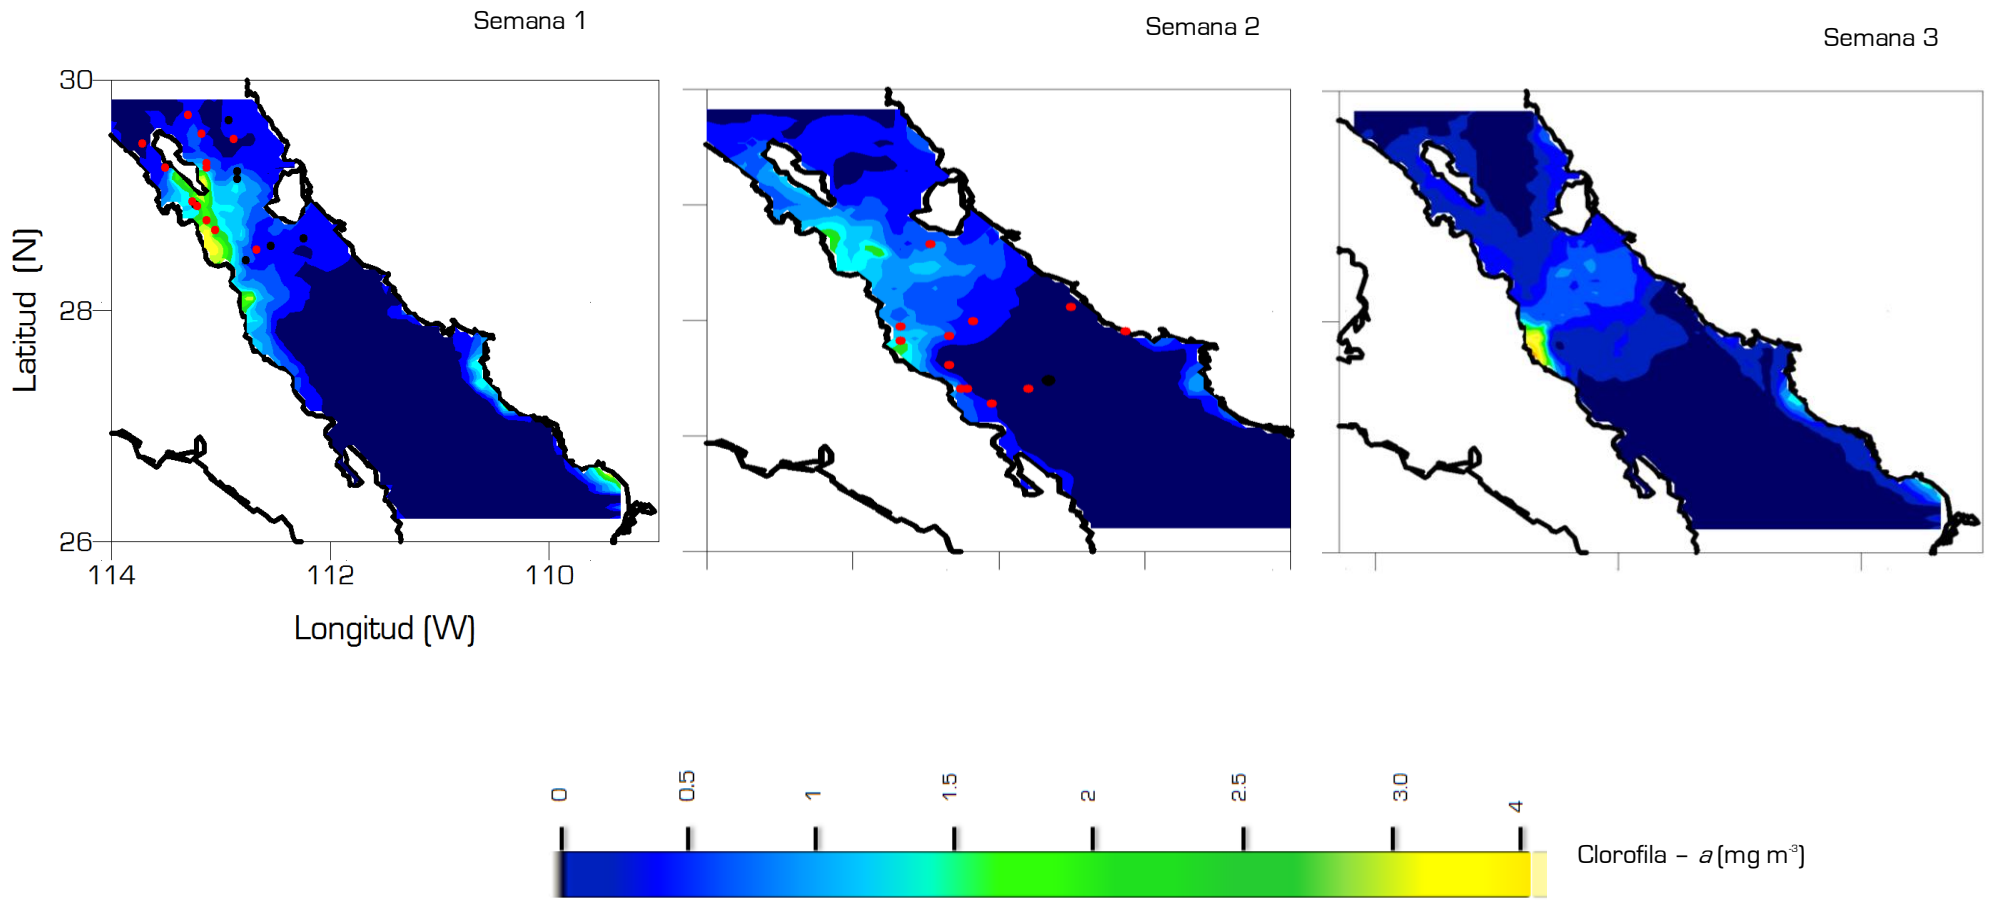 Semana 1
Semana 2
Semana 3
30
28
26
114
112
110
Latitud (N)
Longitud (W)
0
0.5
1
1.5
2
2.5
3.0
4
Clorofila – a (mg m-3)